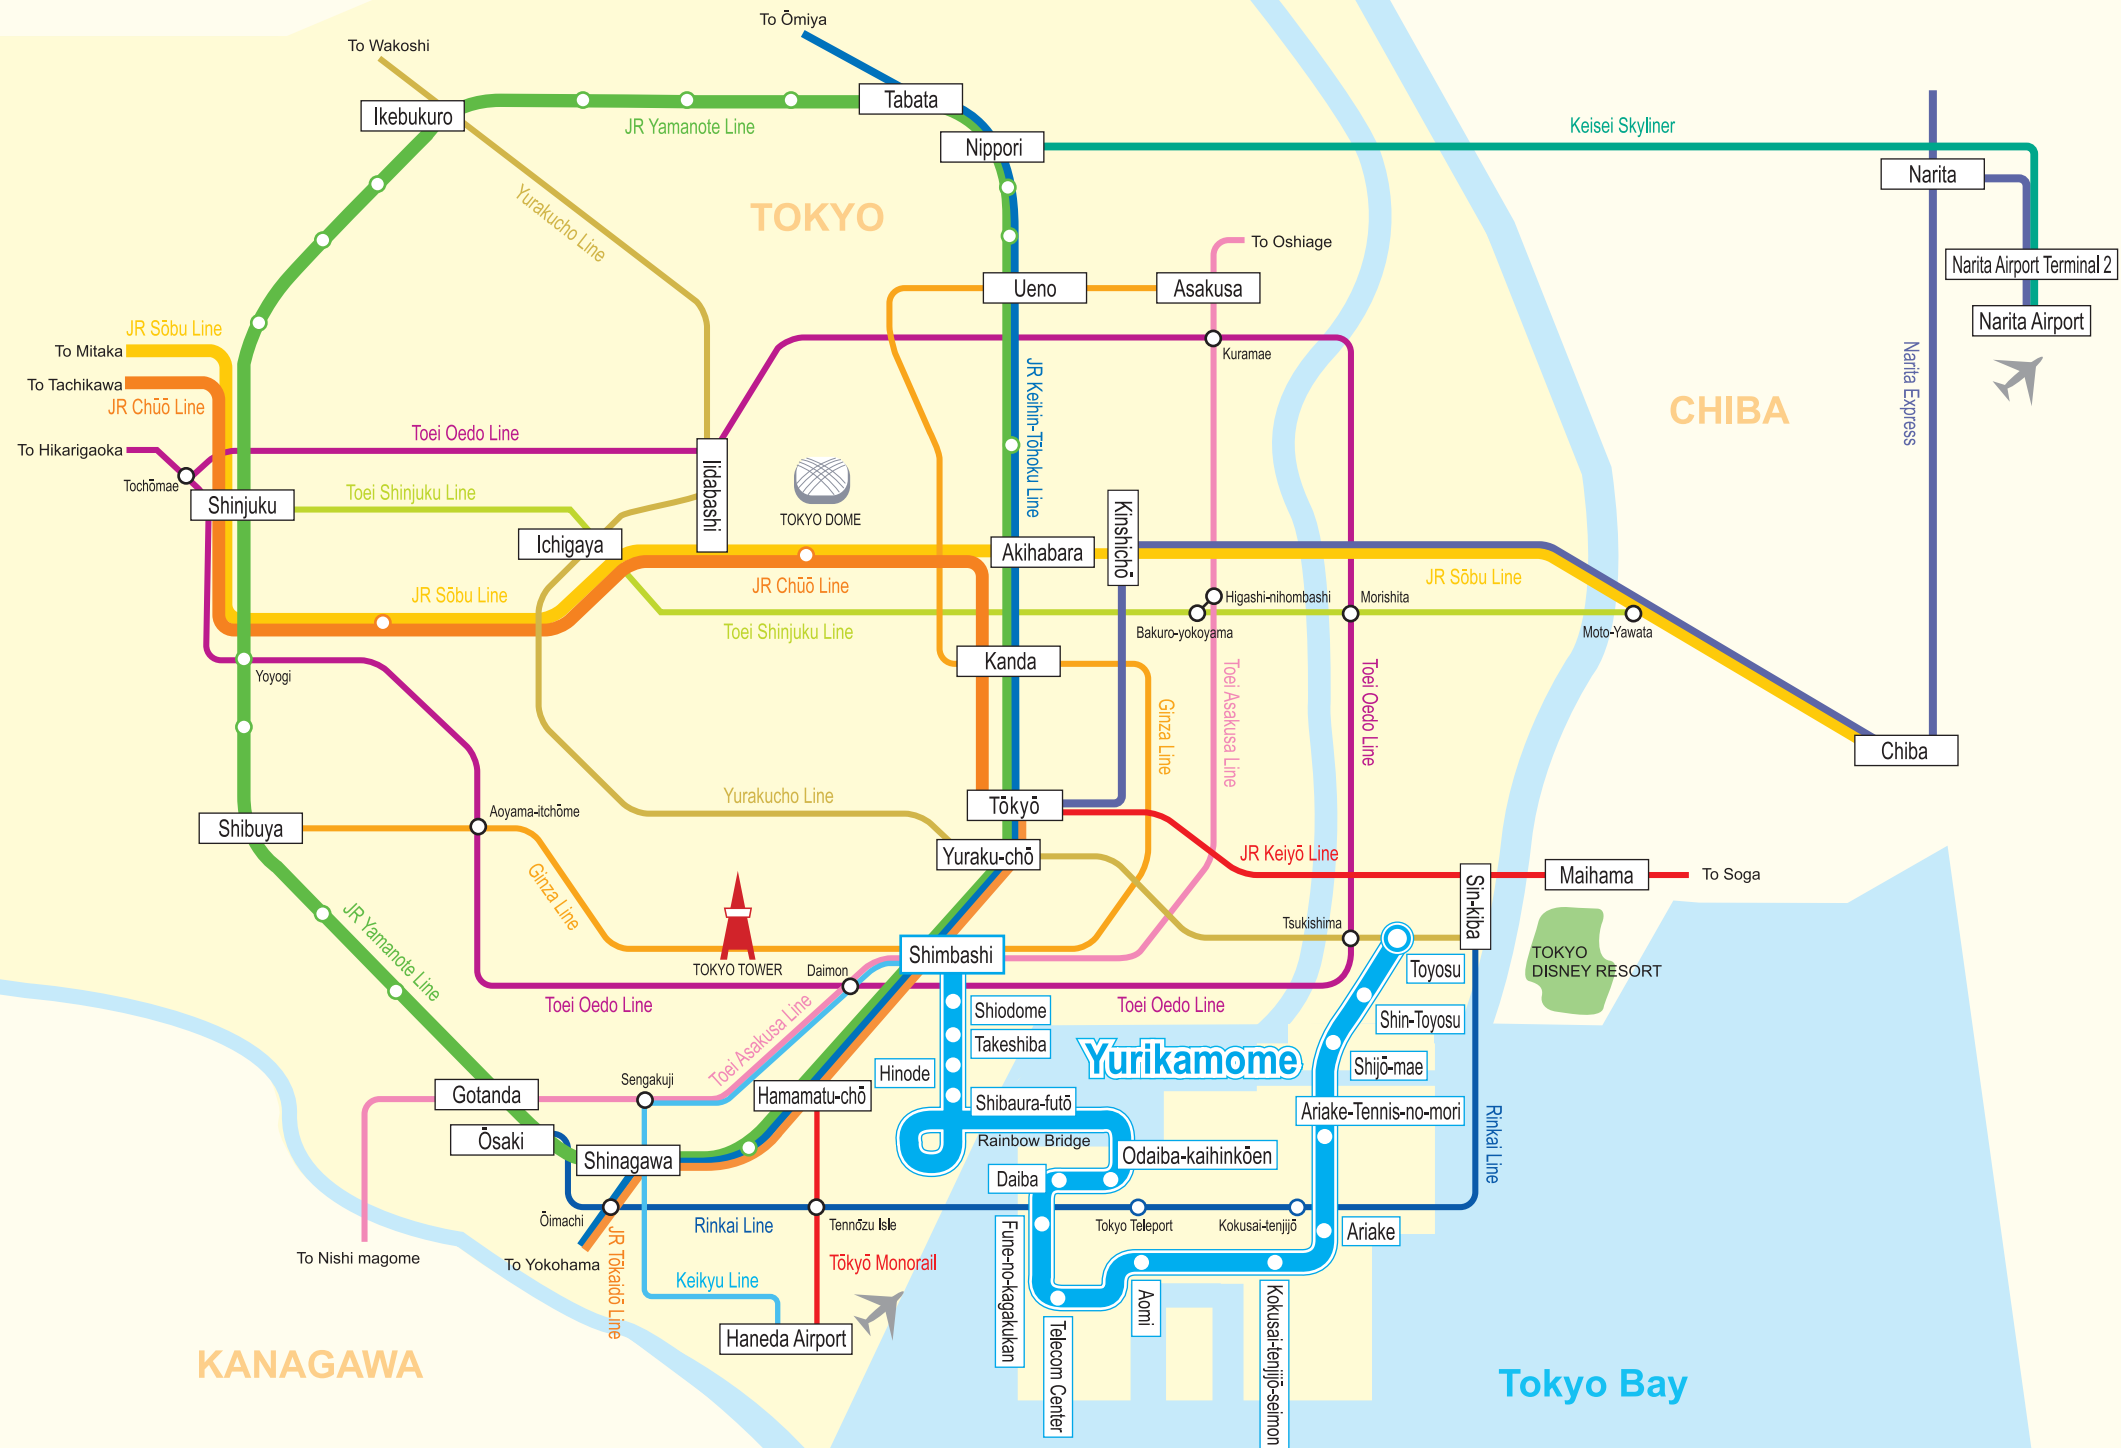 To Ōmiya
To Wakoshi
Tabata
Ikebukuro
JR Yamanote Line
Keisei Skyliner
Nippori
Narita
Yurakucho Line
TOKYO
To Oshiage
Narita Airport Terminal 2
Ueno
Asakusa
Narita Airport
JR Sōbu Line
To Mitaka
Kuramae
To Tachikawa
JR Chūō Line
JR Keihin-Tōhoku Line
Narita Express
CHIBA
Toei Oedo Line
To Hikarigaoka
Tochōmae
Iidabashi
Toei Shinjuku Line
Shinjuku
TOKYO DOME
Kinshichō
Ichigaya
Akihabara
JR Chūō Line
JR Sōbu Line
JR Sōbu Line
Higashi-nihombashi
Morishita
Toei Shinjuku Line
Bakuro-yokoyama
Moto-Yawata
Kanda
Yoyogi
Toei Asakusa Line
Toei Oedo Line
Ginza Line
Chiba
Yurakucho Line
Tōkyō
Aoyama-itchōme
Shibuya
Yuraku-chō
JR Keiyō Line
Sin-kiba
Maihama
To Soga
Ginza Line
JR Yamanote Line
Tsukishima
Shimbashi
TOKYO
DISNEY RESORT
TOKYO TOWER
Daimon
Toyosu
Toei Oedo Line
Toei Oedo Line
Shiodome
Shin-Toyosu
Toei Asakusa Line
Takeshiba
Yurikamome
Shijō-mae
Hinode
Sengakuji
Gotanda
Hamamatu-chō
Shibaura-futō
Ariake-Tennis-no-mori
Rinkai Line
Ōsaki
Rainbow Bridge
Shinagawa
Odaiba-kaihinkōen
Daiba
Ōimachi
Rinkai Line
Tennōzu Isle
Tokyo Teleport
Kokusai-tenjijō
Ariake
To Nishi magome
To Yokohama
JR Tōkaidō Line
Keikyu Line
Tōkyō Monorail
Fune-no-kagakukan
Aomi
Kokusai-tenjijō-seimon
Telecom Center
Haneda Airport
KANAGAWA
Tokyo Bay